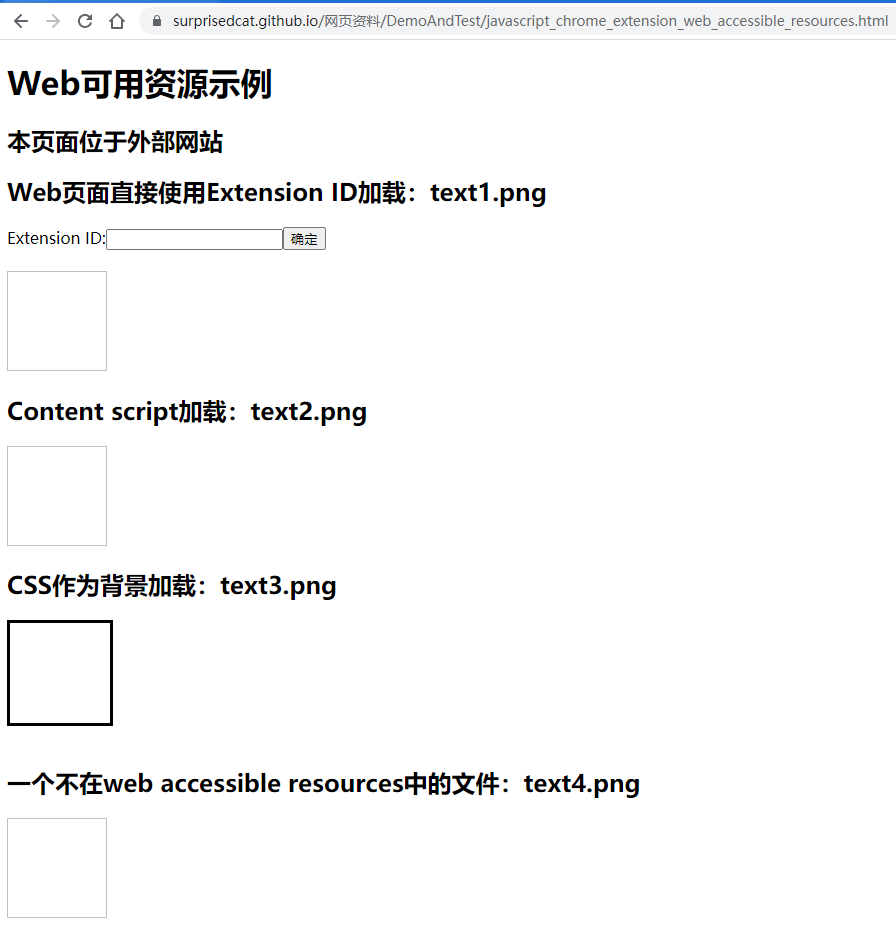 surprisedcat.github.io/网页资料/DemoAndTest/javascript_chrome_extension_web_accessible_resources.html
Web可用资源示例
本页面位于外部网站
Web页面直接使用Extension ID加载：text1.png
Extension ID: 确定
Content script加载：text2.png
CSS作为背景加载：text3.png
一个不在web accessible resources中的文件：text4.png